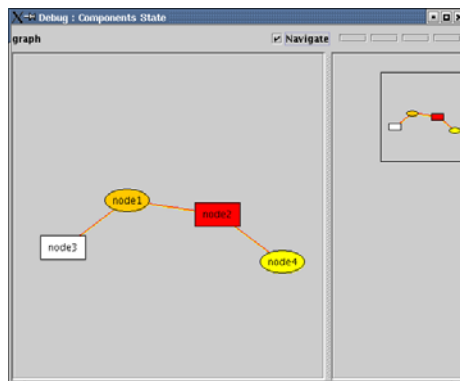 Debug : Components State
graph
Navigate
node1
node2
node3
node4